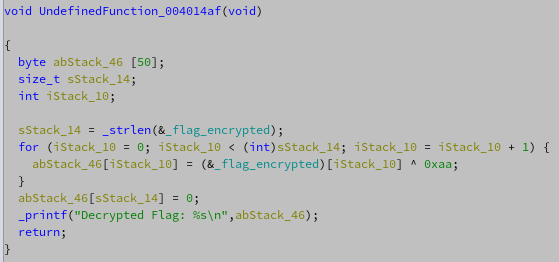 void UndefinedFunction_004014af(void)
{
byte abStack_46 [50];
size_t sStack_14;
int iStack_10;
sStack_14 = _strlen(&_flag_encrypted);
for (iStack_10 = 0; iStack_10 < (int)sStack_14; iStack_10 = iStack_10 + 1) {
abStack_46[iStack_10] = (&_flag_encrypted)[iStack_10] ^ 0xaa;
}
abStack_46[sStack_14] = 0;
_printf("Decrypted Flag: %s\n",abStack_46);
return;
}